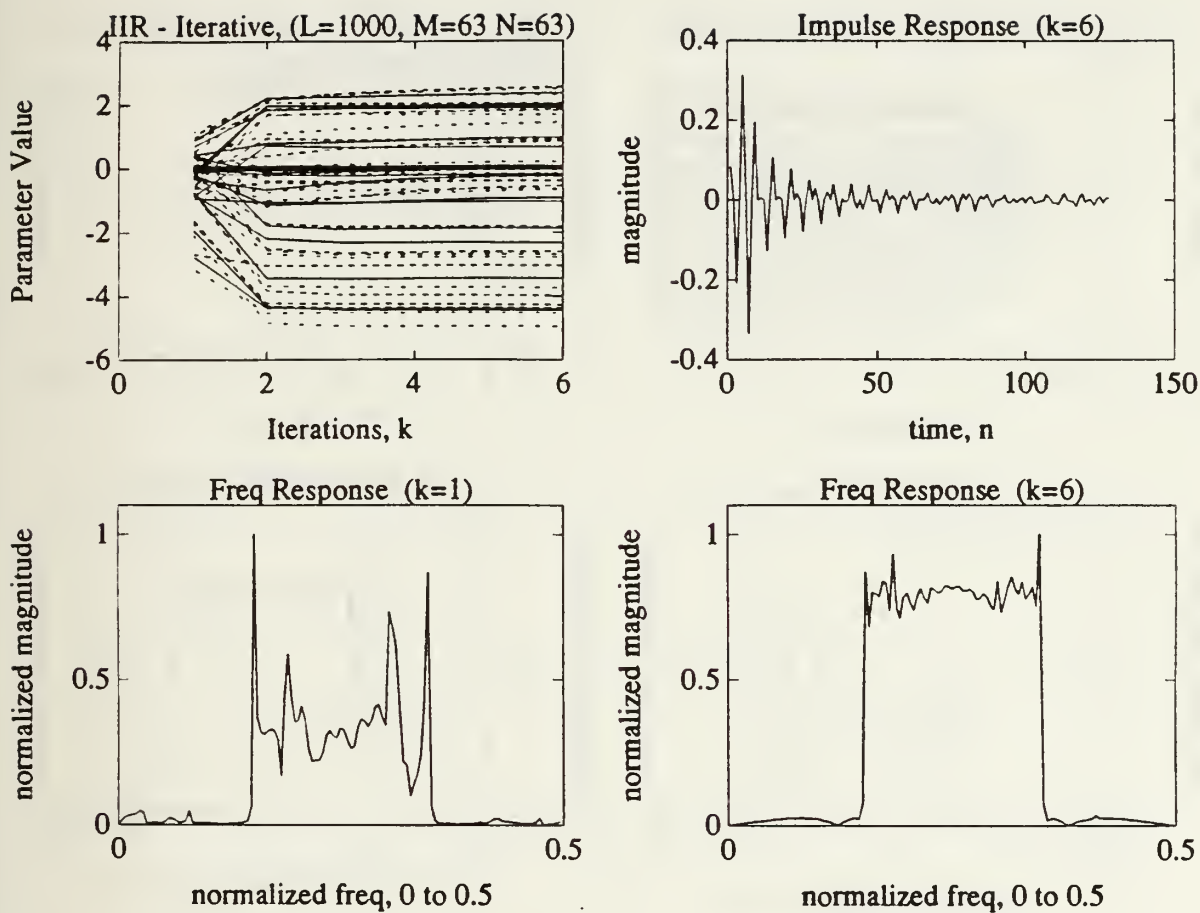 IIR - Iterative, (L=1000, M=63 N=63)
4
2
0
-2
-4
-6
Parameter Value
0 2 4 6
Iterations, k
Impulse Response (k=6)
0.4
0.2
0
-0.2
-0.4
magnitude
0 50 100 150
time, n
Freq Response (k=1)
1
0.5
0
normalized magnitude
0 0.5
normalized freq, 0 to 0.5
Freq Response (k=6)
1
0.5
0
normalized magnitude
0 0.5
normalized freq, 0 to 0.5